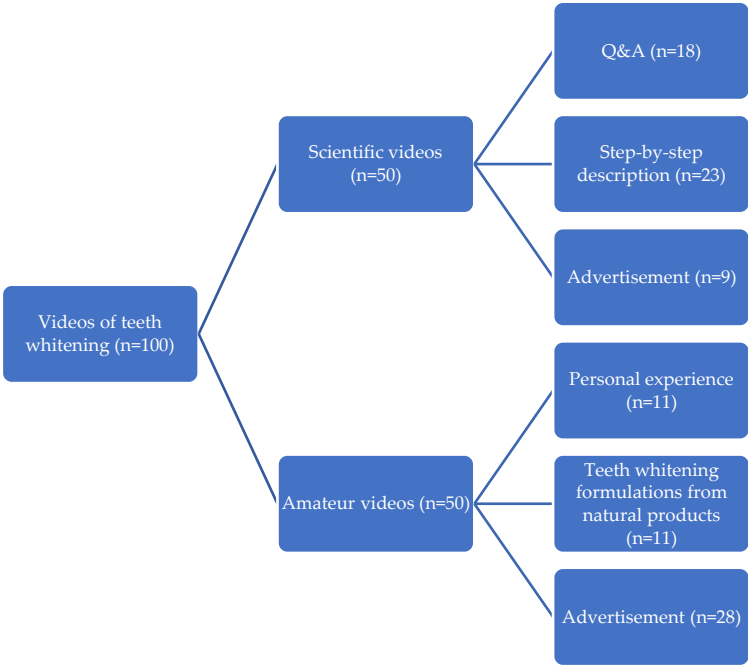 Videos of teeth
whitening (n=100)
Scientific videos
(n=50)
Q&A (n=18)
Step-by-step
description (n=23)
Advertisement (n=9)
Amateur videos (n=50)
Personal experience
(n=11)
Teeth whitening
formulations from
natural products
(n=11)
Advertisement (n=28)